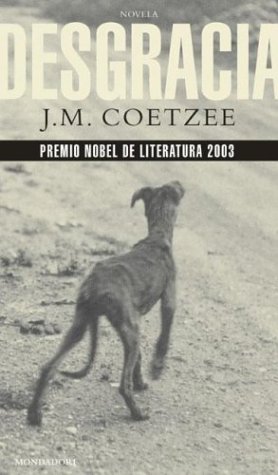 NOVELA
DESGRACIA
J.M. COETZEE
PREMIO NOBEL DE LITERATURA 2003
MONDADORI